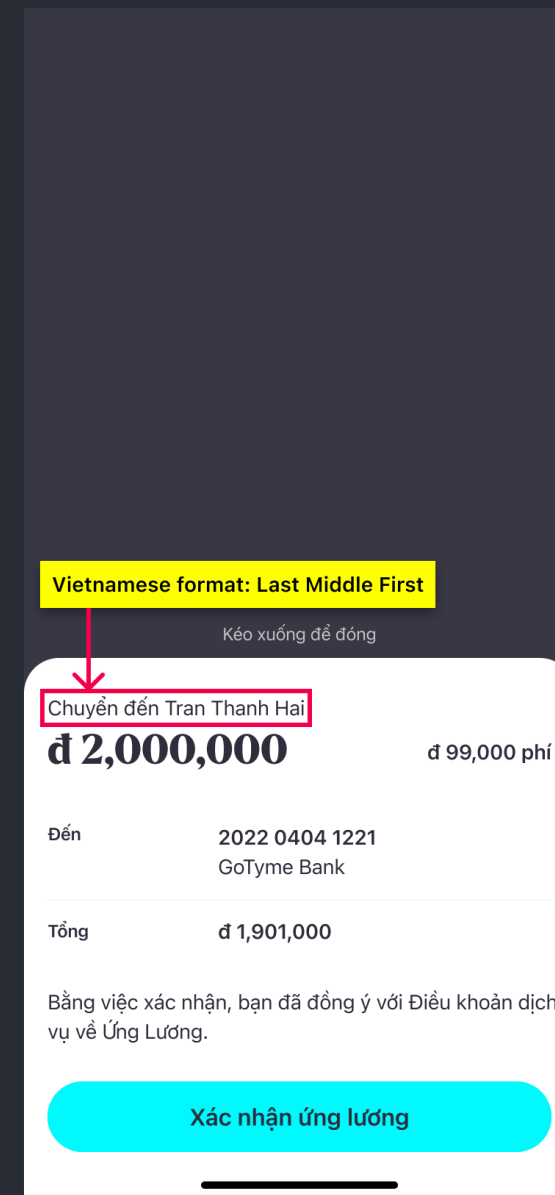 Vietnamese format: Last Middle First
Kéo xuống để đóng
Chuyển đến Tran Thanh Hai
đ 2,000,000
đ 99,000 phí
Đến
2022 0404 1221
GoTyme Bank
Tổng
đ 1,901,000
Bằng việc xác nhận, bạn đã đồng ý với Điều khoản dịch
vụ về Ứng Lương.
Xác nhận ứng lương